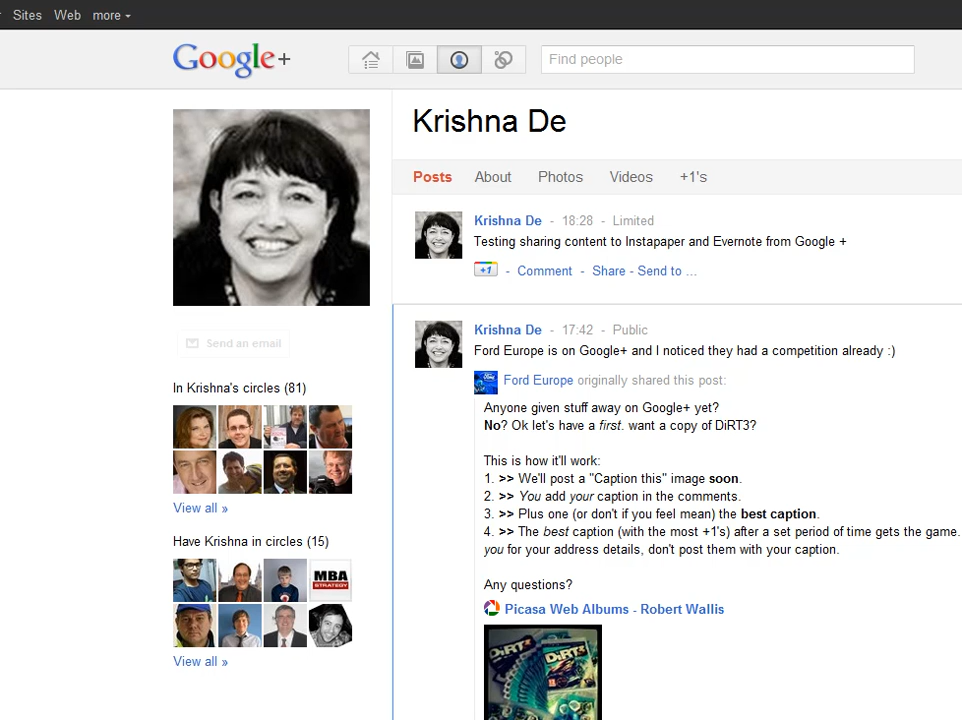 Sites Web more
Google+
Find people
Krishna De
Posts About Photos Videos +1's
Krishna De - 18:28 - Limited
Testing sharing content to Instapaper and Evernote from Google +
+1 - Comment - Share - Send to ...
Send an email
Krishna De - 17:42 - Public
Ford Europe is on Google+ and I noticed they had a competition already :)
Ford Europe originally shared this post:
In Krishna's circles (81)
Anyone given stuff away on Google+ yet?
No? Ok let's have a first. want a copy of DiRT3?
This is how it'll work:
1. >> We'll post a "Caption this" image soon.
2. >> You add your caption in the comments.
3. >> Plus one (or don't if you feel mean) the best caption.
4. >> The best caption (with the most +1's) after a set period of time gets the game.
you for your address details, don't post them with your caption.
Any questions?
View all »
Have Krishna in circles (15)
MBA
STRATEGY
View all »
Picasa Web Albums - Robert Wallis
DiRT3
DiRT3